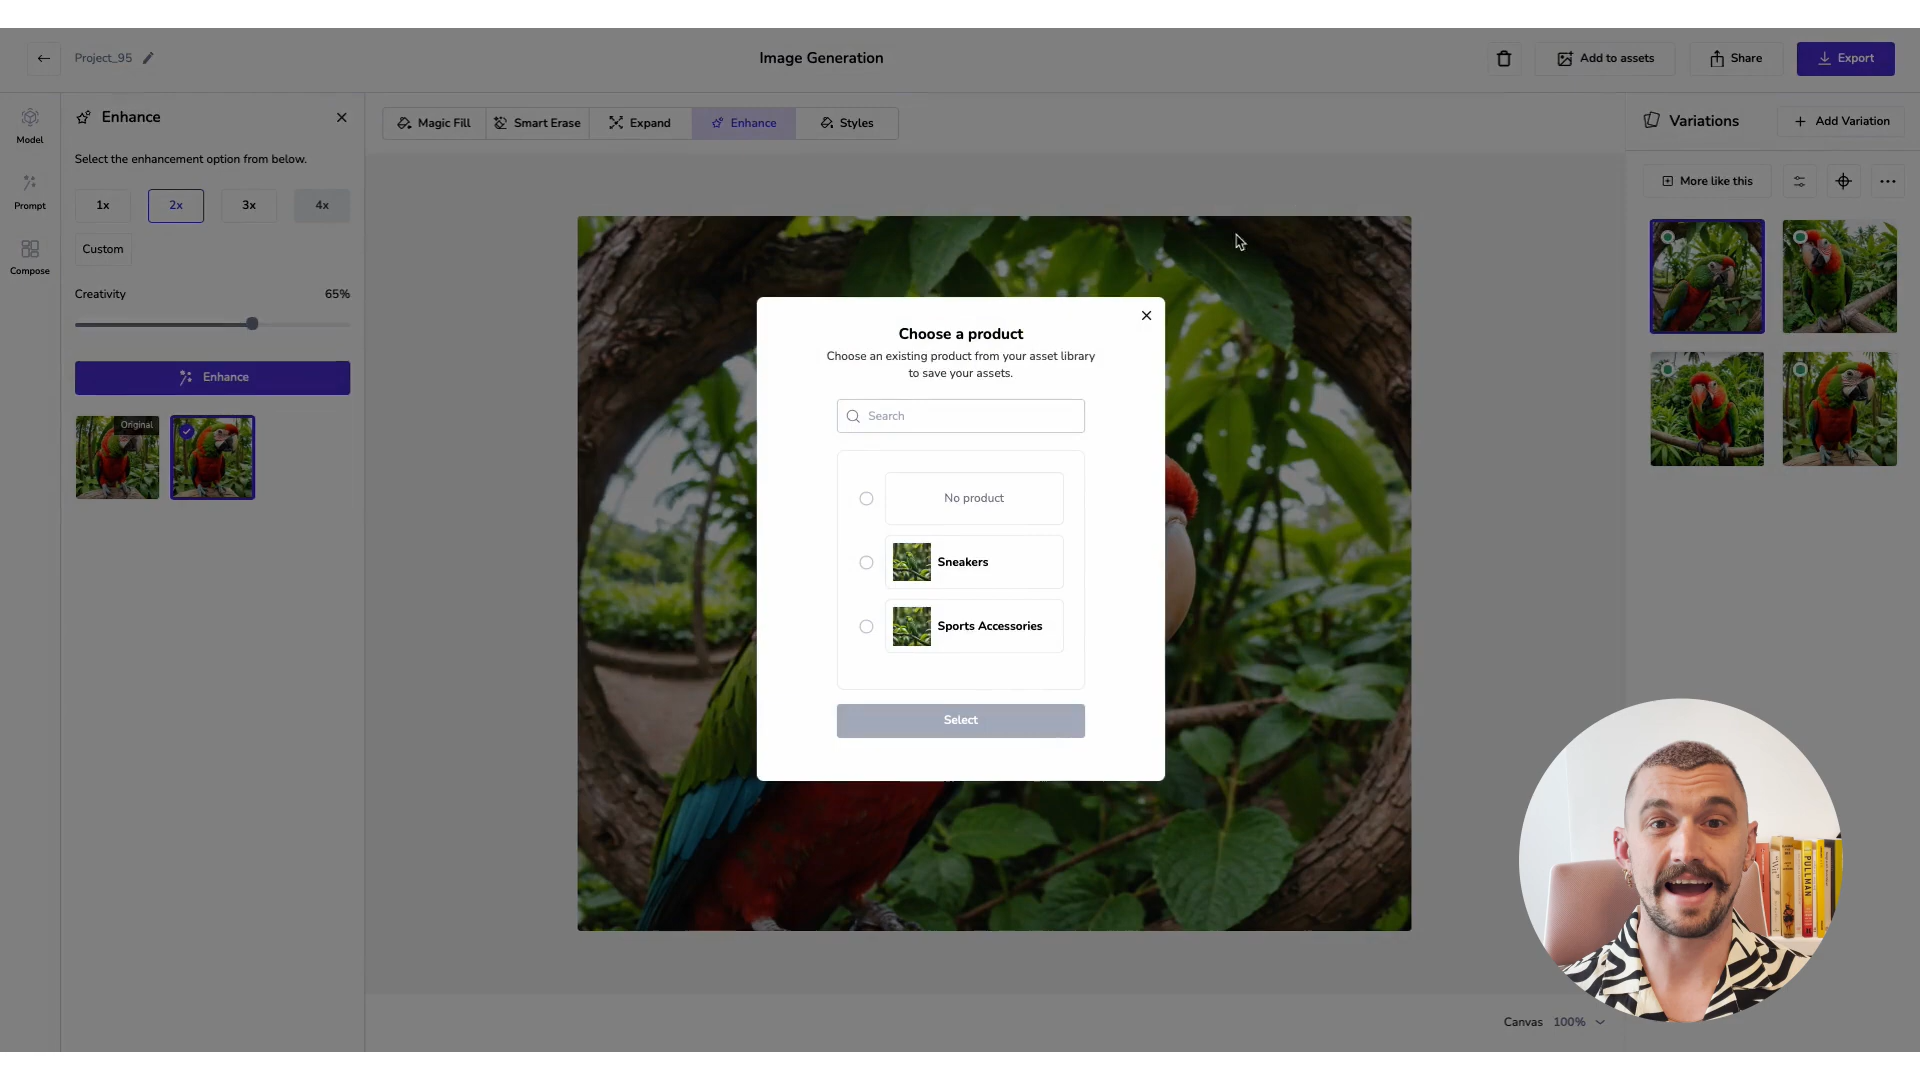 Project_95
Image Generation
Add to assets
Share
Export
Model
Prompt
Compose
Enhance
Select the enhancement option from below.
1x
2x
3x
4x
Custom
Creativity
65%
Enhance
Original
Magic Fill
Smart Erase
Expand
Enhance
Styles
Choose a product
Choose an existing product from your asset library
to save your assets.
Search
No product
Sneakers
Sports Accessories
Select
Variations
Add Variation
More like this
PULLMAN
Canvas 100%